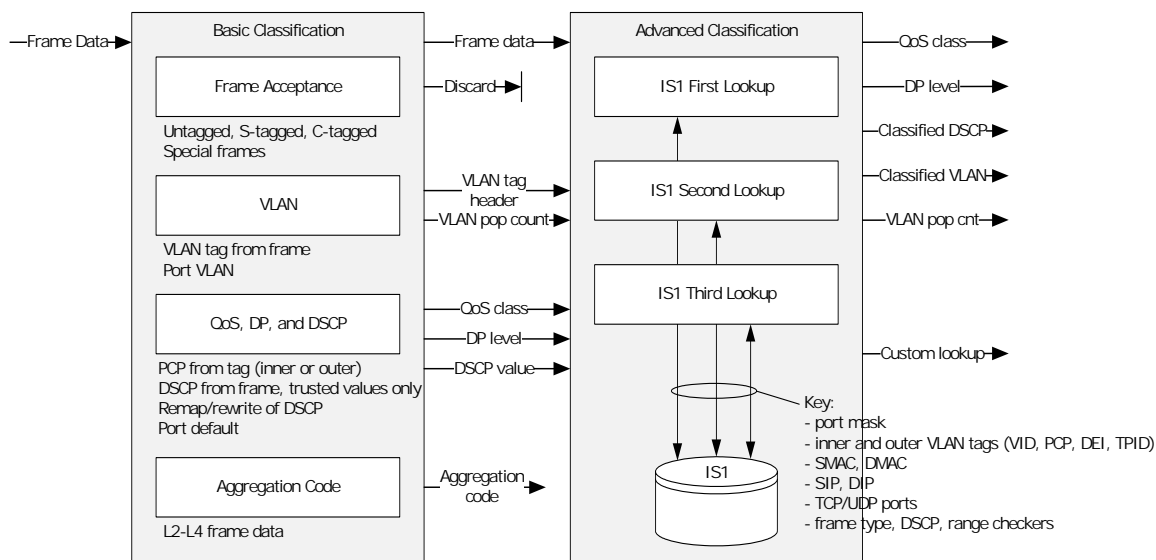 Basic Classification
Frame Data
Frame Acceptance
Untagged, S-tagged, C-tagged
Special frames
VLAN
VLAN tag from frame
Port VLAN
QoS, DP, and DSCP
PCP from tag (inner or outer)
DSCP from frame, trusted values only
Remap/rewrite of DSCP
Port default
Aggregation Code
L2-L4 frame data
Frame data
Discard
VLAN tag
header
VLAN pop count
QoS class
DP level
DSCP value
Aggregation
code
Advanced Classification
IS1 First Lookup
IS1 Second Lookup
IS1 Third Lookup
IS1
QoS class
DP level
Classified DSCP
Classified VLAN
VLAN pop cnt
Custom lookup
Key:
- port mask
- inner and outer VLAN tags (VID, PCP, DEI, TPID)
- SMAC, DMAC
- SIP, DIP
- TCP/UDP ports
- frame type, DSCP, range checkers